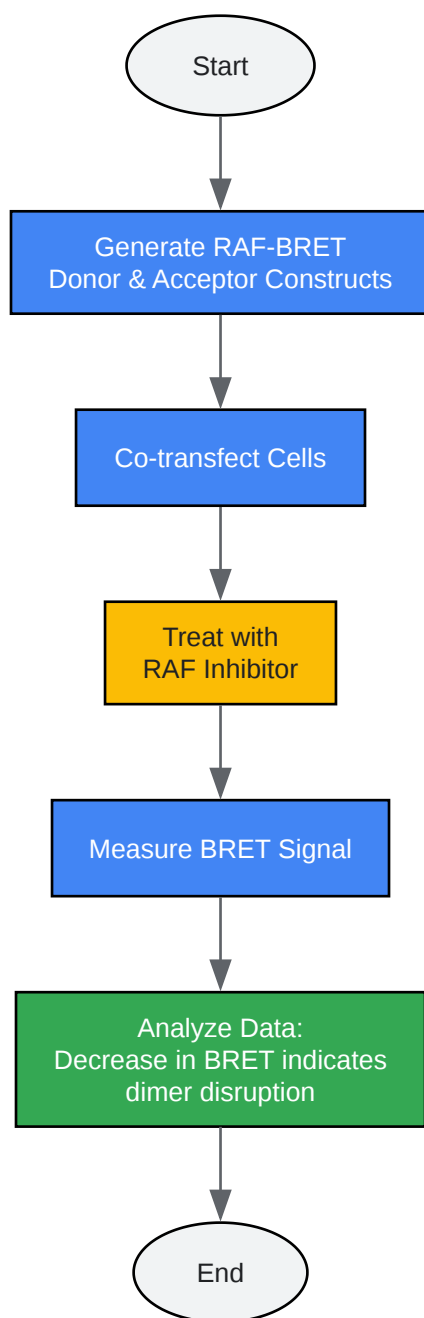 Start
Generate RAF-BRET
Donor & Acceptor Constructs
Co-transfect Cells
Treat with
RAF Inhibitor
Measure BRET Signal
Analyze Data:
Decrease in BRET indicates
dimer disruption
End